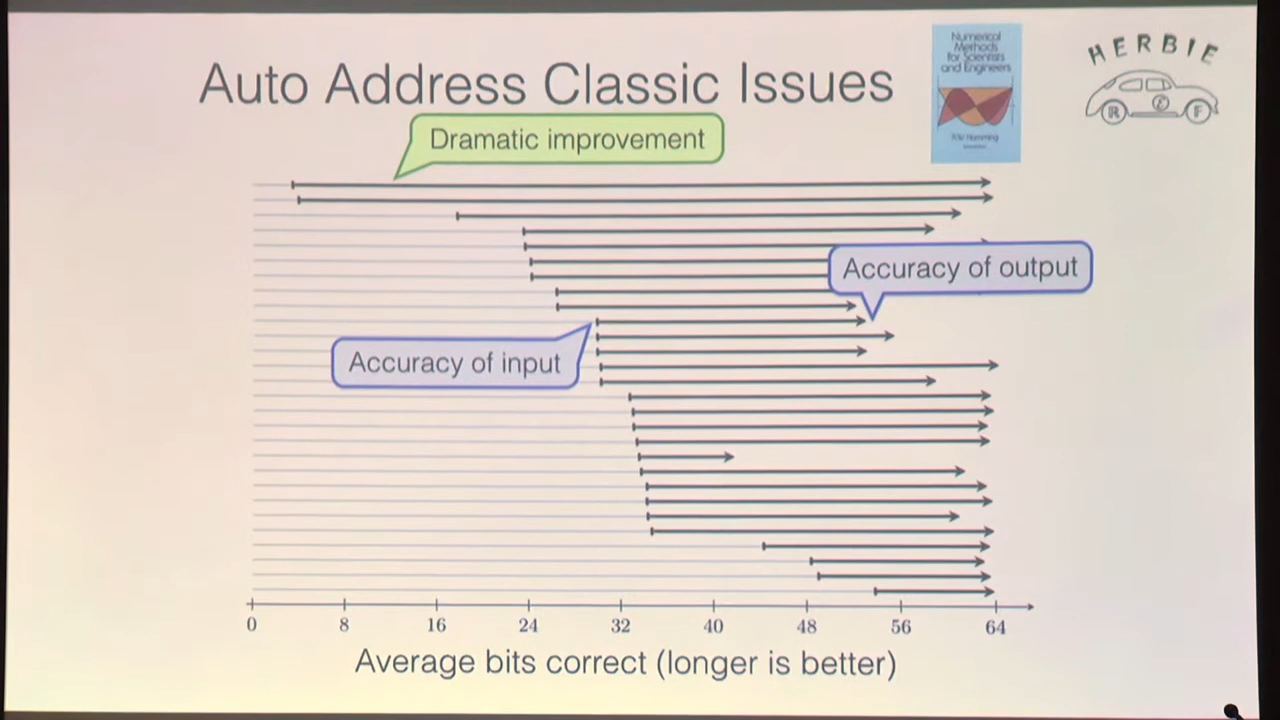 Auto Address Classic Issues
Numerical
Methods
for Scientists
and Engineers
R.W. Hamming
HERBIE
R E F
Dramatic improvement
Accuracy of output
Accuracy of input
0 8 16 24 32 40 48 56 64
Average bits correct (longer is better)